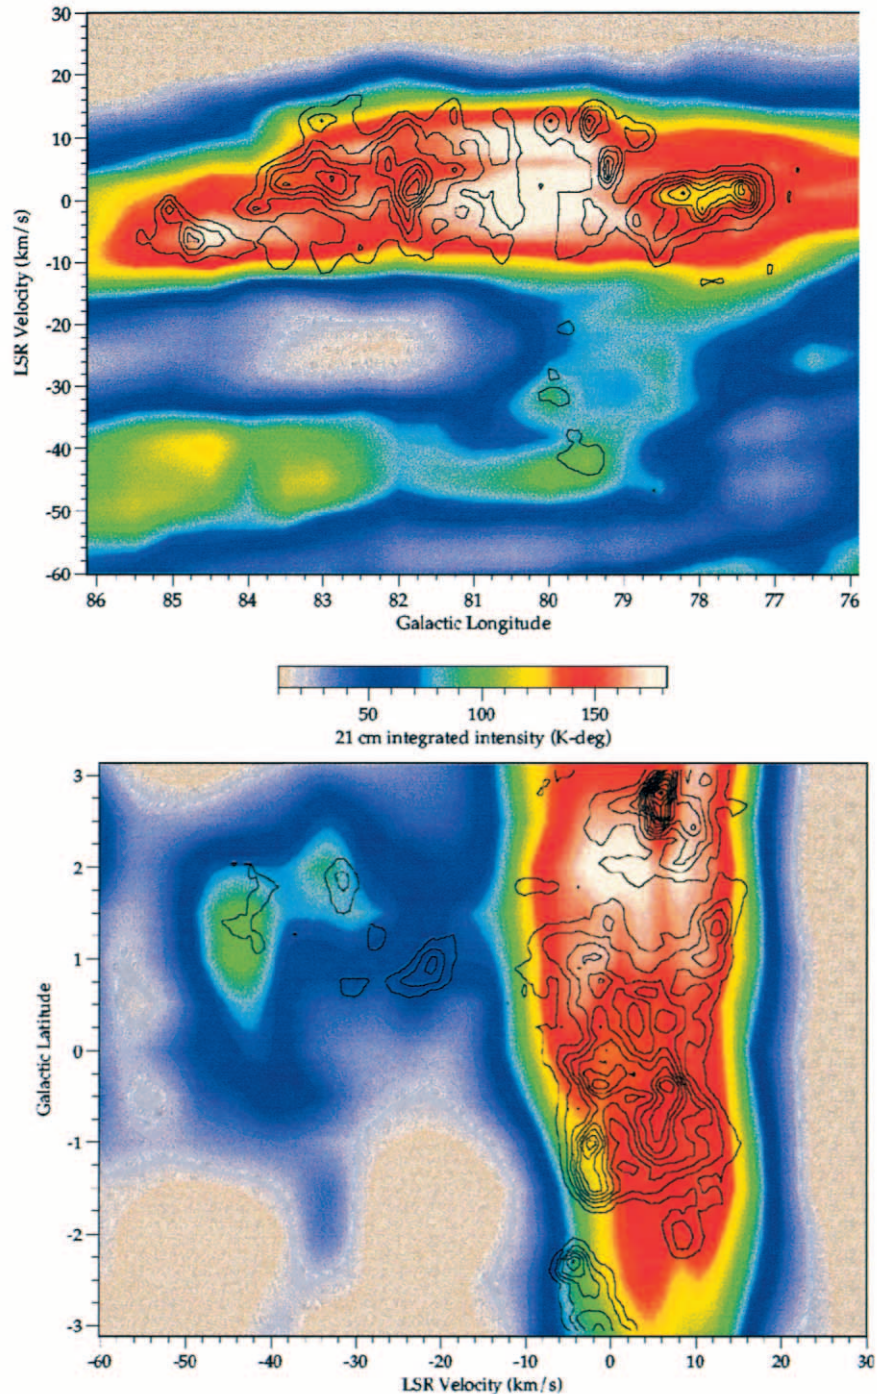 30
20
10
0
-10
-20
-30
-40
-50
-60
LSR Velocity (km/s)
86 85 84 83 82 81 80 79 78 77 76
Galactic Longitude
50 100 150
21 cm integrated intensity (K-deg)
3
2
1
0
-1
-2
-3
Galactic Latitude
-60 -50 -40 -30 -20 -10 0 10 20 30
LSR Velocity (km/s)